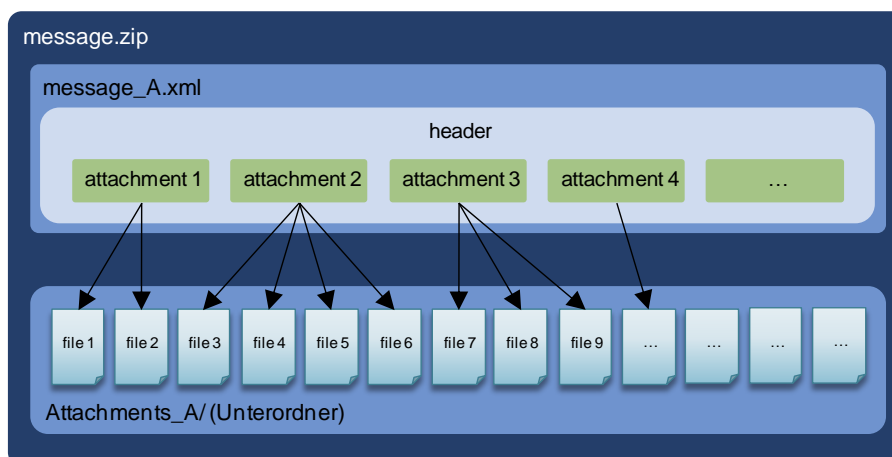 message.zip
message_A.xml
header
attachment 1 attachment 2 attachment 3 attachment 4 …
file 1 file 2 file 3 file 4 file 5 file 6 file 7 file 8 file 9 … … … …
Attachments_A/ (Unterordner)